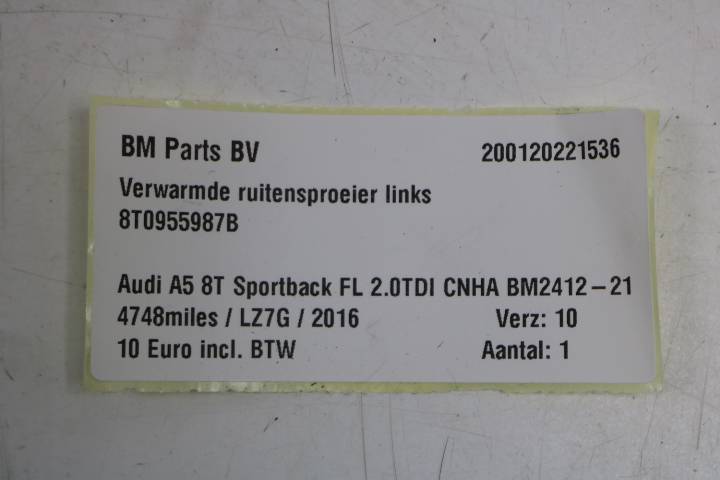 BM Parts BV 200120221536
Verwarmde ruitensproeier links
8T0955987B
Audi A5 8T Sportback FL 2.0TDI CNHA BM2412-21
4748miles / LZ7G / 2016 Verz: 10
10 Euro incl. BTW Aantal: 1